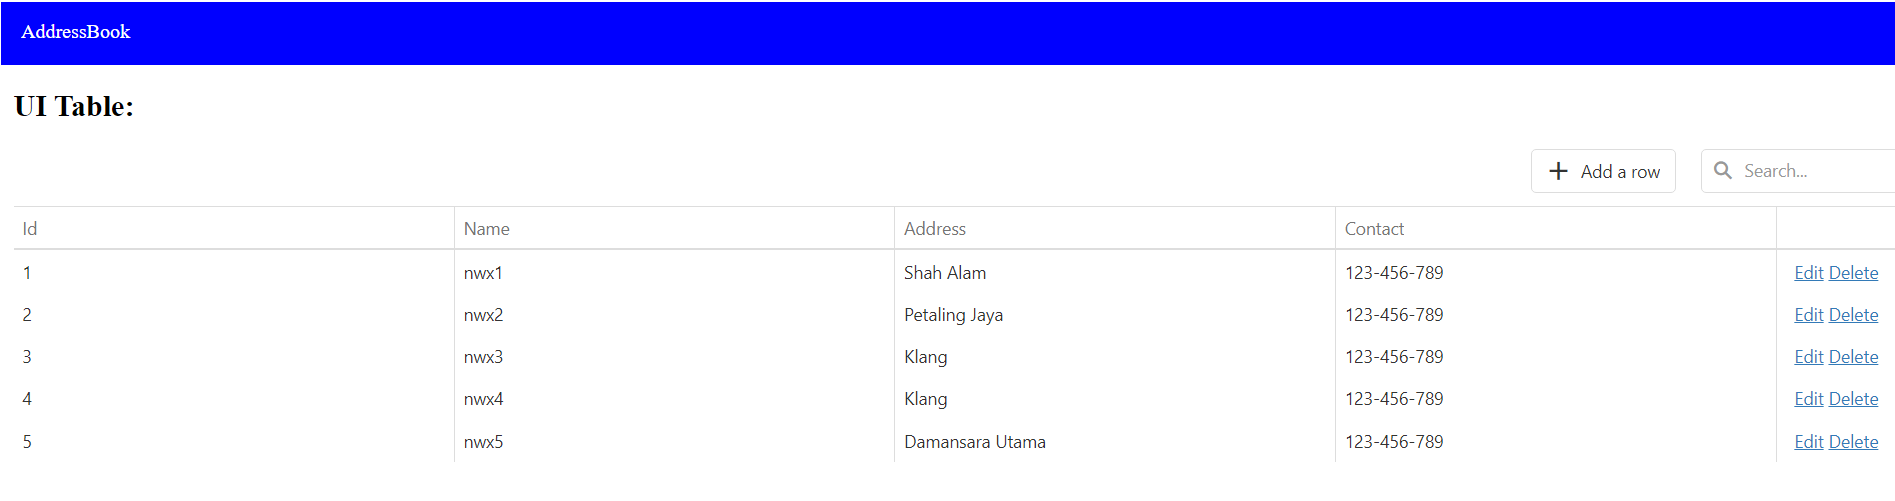 AddressBook
UI Table:
Add a row Search...
Id Name Address Contact
1 nwx1 Shah Alam 123-456-789 Edit Delete
2 nwx2 Petaling Jaya 123-456-789 Edit Delete
3 nwx3 Klang 123-456-789 Edit Delete
4 nwx4 Klang 123-456-789 Edit Delete
5 nwx5 Damansara Utama 123-456-789 Edit Delete